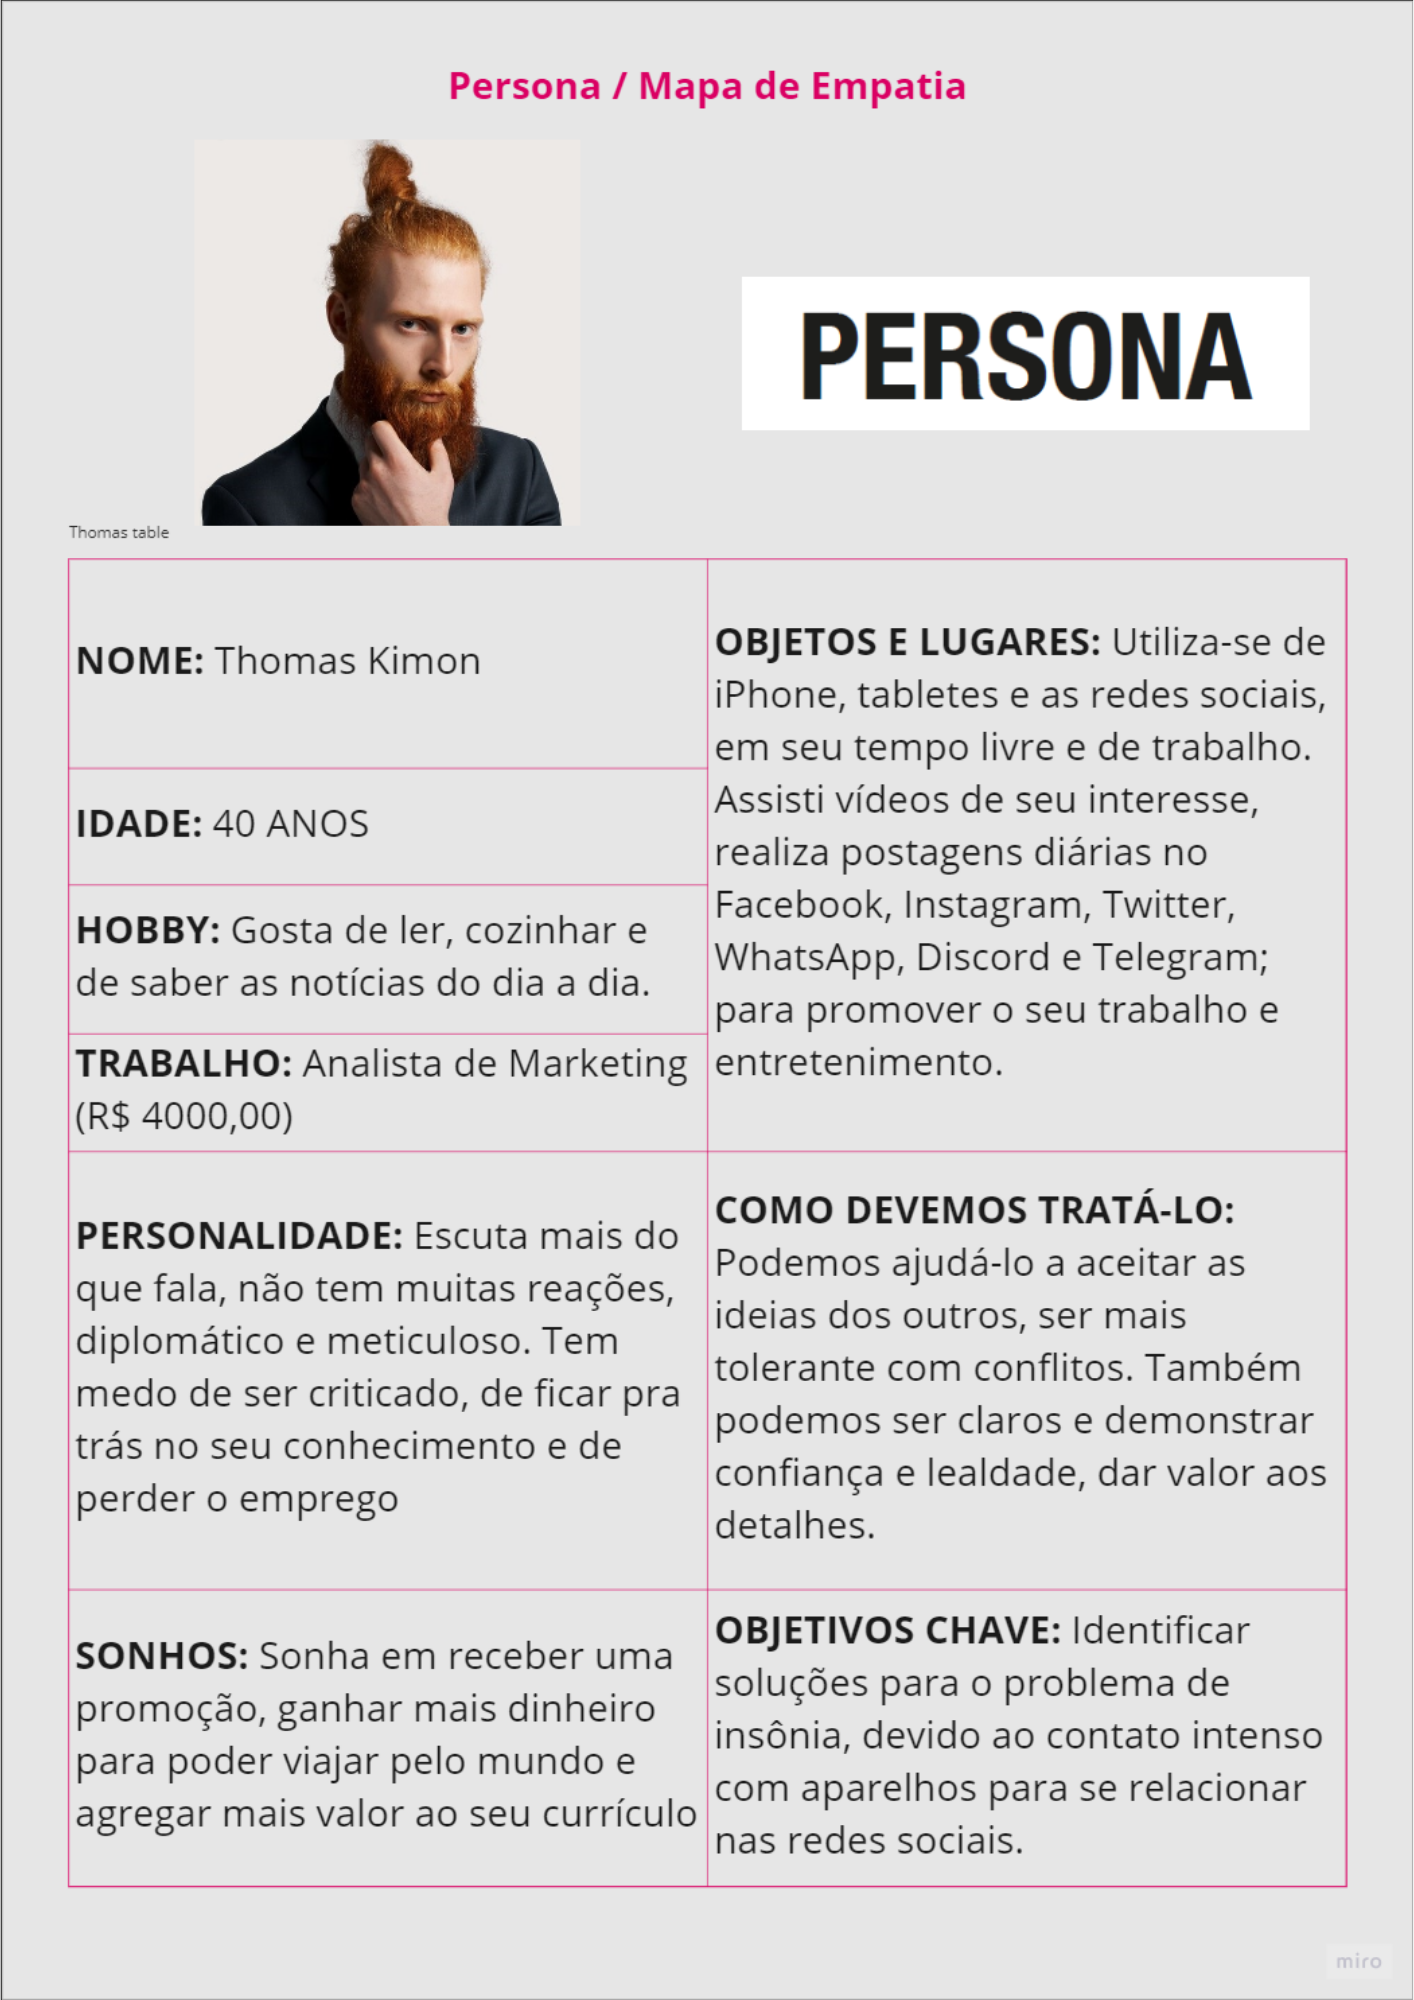 Persona / Mapa de Empatia
PERSONA
Thomas table
NOME: Thomas Kimon
IDADE: 40 ANOS
HOBBY: Gosta de ler, cozinhar e
de saber as notícias do dia a dia.
TRABALHO: Analista de Marketing
(R$ 4000,00)
OBJETOS E LUGARES: Utiliza-se de
iPhone, tabletes e as redes sociais,
em seu tempo livre e de trabalho.
Assisti vídeos de seu interesse,
realiza postagens diárias no
Facebook, Instagram, Twitter,
WhatsApp, Discord e Telegram;
para promover o seu trabalho e
entretenimento.
PERSONALIDADE: Escuta mais do
que fala, não tem muitas reações,
diplomático e meticuloso. Tem
medo de ser criticado, de ficar pra
trás no seu conhecimento e de
perder o emprego
COMO DEVEMOS TRATÁ-LO:
Podemos ajudá-lo a aceitar as
ideias dos outros, ser mais
tolerante com conflitos. Também
podemos ser claros e demonstrar
confiança e lealdade, dar valor aos
detalhes.
SONHOS: Sonha em receber uma
promoção, ganhar mais dinheiro
para poder viajar pelo mundo e
agregar mais valor ao seu currículo
OBJETIVOS CHAVE: Identificar
soluções para o problema de
insônia, devido ao contato intenso
com aparelhos para se relacionar
nas redes sociais.
miro